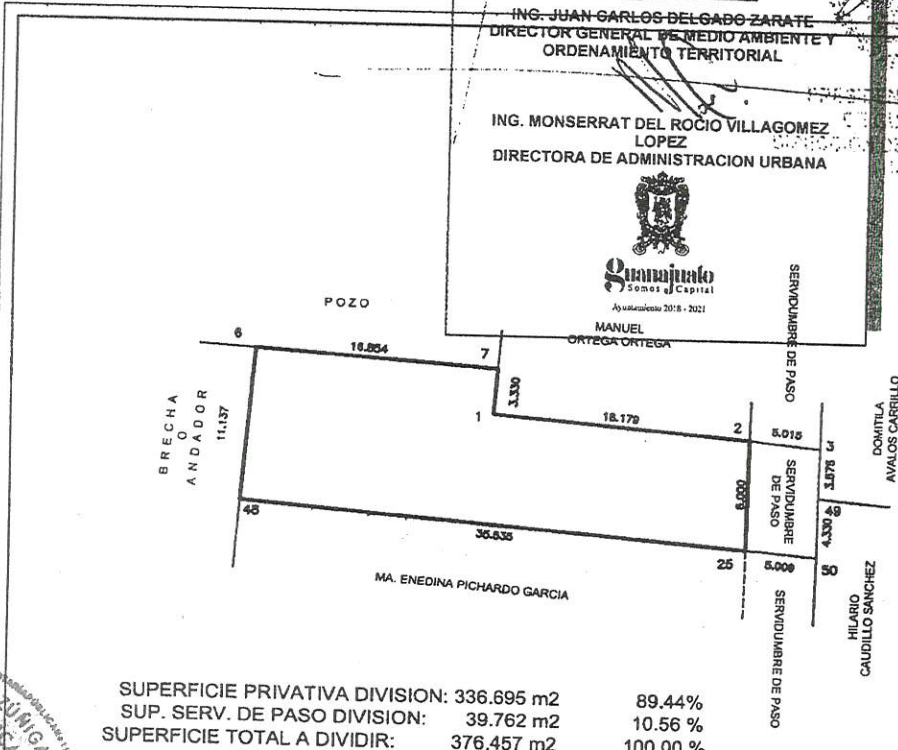 ING. JUAN CARLOS DELGADO ZARATE
DIRECTOR GENERAL DE MEDIO AMBIENTE Y
ORDENAMIENTO TERRITORIAL
ING. MONSERRAT DEL ROCIO VILLAGOMEZ
LOPEZ
DIRECTORA DE ADMINISTRACION URBANA
Guanajuato
Somos Capital
Ayuntamiento 2018 - 2021
MANUEL
ORTEGA ORTEGA
SERVIDUMBRE DE PASO
POZO
6
16.854
7
3.330
1
18.179
2
5.015
3
BRECHA
O
ANDADOR
11.137
SERVIDUMBRE
DE PASO
3.678
DOMITILA
AVALOS CARRILLO
49
4.330
48
35.535
25
5.009
50
MA. ENEDINA PICHARDO GARCIA
SERVIDUMBRE DE PASO
HILARIO
CAUDILLO SANCHEZ
SUPERFICIE PRIVATIVA DIVISION: 336.695 m2 89.44%
SUP. SERV. DE PASO DIVISION: 39.762 m2 10.56 %
SUPERFICIE TOTAL A DIVIDIR: 376.457 m2 100.00 %